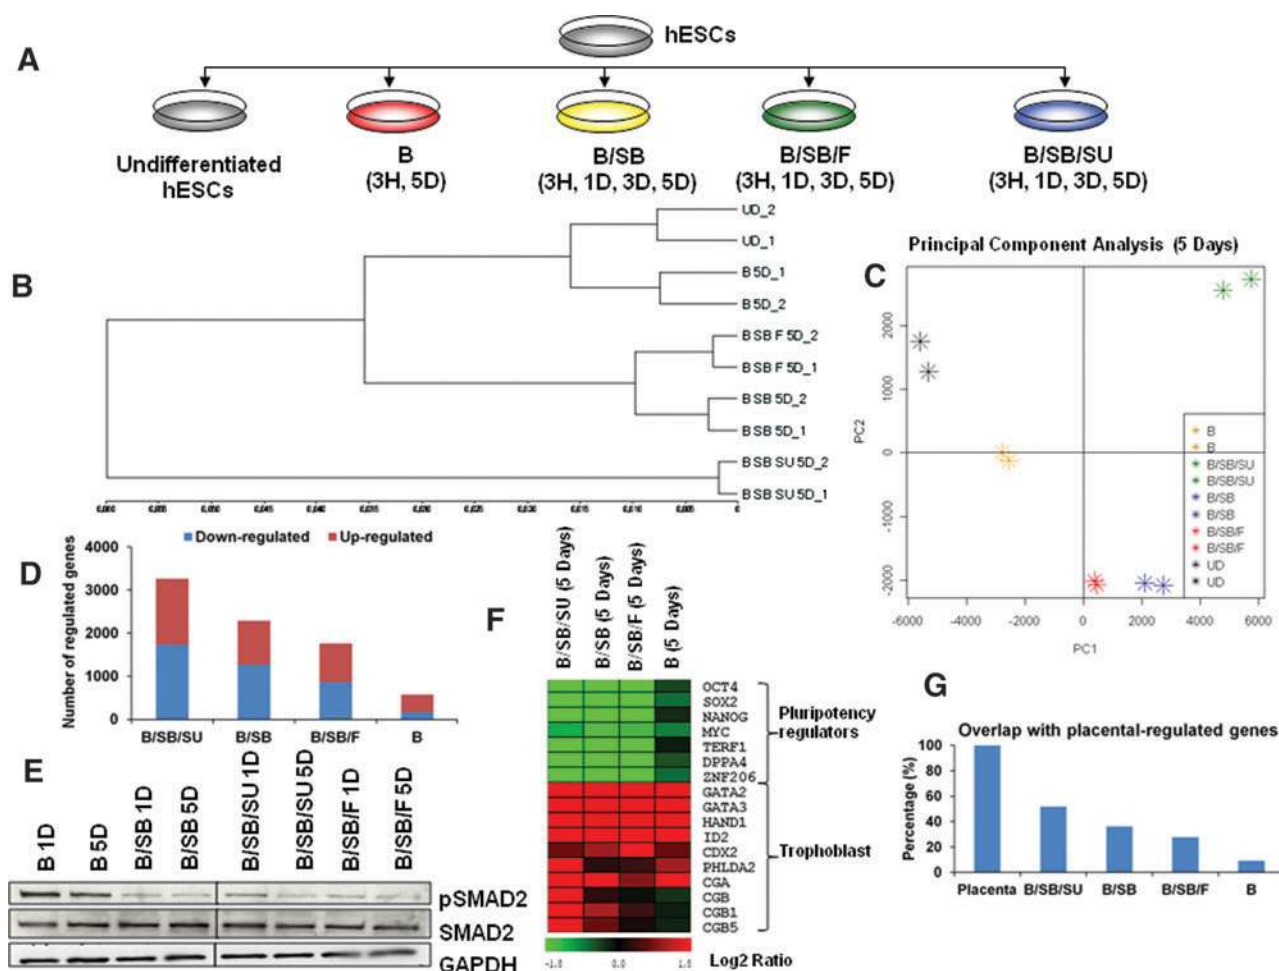 A
hESCs
Undifferentiated
hESCs
B
(3H, 5D)
B/SB
(3H, 1D, 3D, 5D)
B/SB/F
(3H, 1D, 3D, 5D)
B/SB/SU
(3H, 1D, 3D, 5D)
B
UD_2
UD_1
B 5D_1
B 5D_2
B SB F 5D_2
B SB F 5D_1
B SB 5D_2
B SB 5D_1
B SB SU 5D_2
B SB SU 5D_1
0
C
Principal Component Analysis (5 Days)
PC2
2000
1000
0
-1000
-2000
-6000 -4000 -2000 0 2000 4000 6000
PC1
B
B
B/SB/SU
B/SB/SU
B/SB
B/SB
B/SB/F
B/SB/F
UD
UD
D
Down-regulated Up-regulated
Number of regulated genes
4000
3000
2000
1000
0
B/SB/SU B/SB B/SB/F B
E
B 1D
B 5D
B/SB 1D
B/SB 5D
B/SB/SU 1D
B/SB/SU 5D
B/SB/F 1D
B/SB/F 5D
pSMAD2
SMAD2
GAPDH
F
B/SB/SU (5 Days)
B/SB (5 Days)
B/SB/F (5 Days)
B (5 Days)
OCT4
SOX2
NANOG
MYC
TERF1
DPPA4
ZNF206
GATA2
GATA3
HAND1
ID2
CDX2
PHLDA2
CGA
CGB
CGB1
CGB5
Pluripotency
regulators
Trophoblast
-1.0 0.0 1.0
Log2 Ratio
G
Overlap with placental-regulated genes
Percentage (%)
100
80
60
40
20
0
Placenta B/SB/SU B/SB B/SB/F B